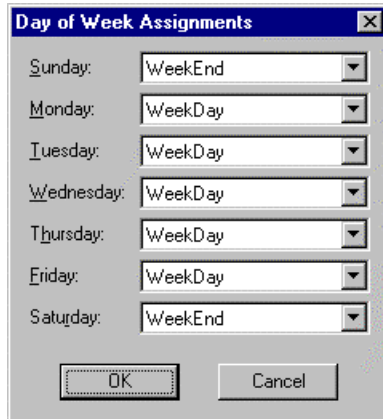 Day of Week Assignments
Sunday: WeekEnd
Monday: WeekDay
Tuesday: WeekDay
Wednesday: WeekDay
Thursday: WeekDay
Friday: WeekDay
Saturday: WeekEnd
OK Cancel